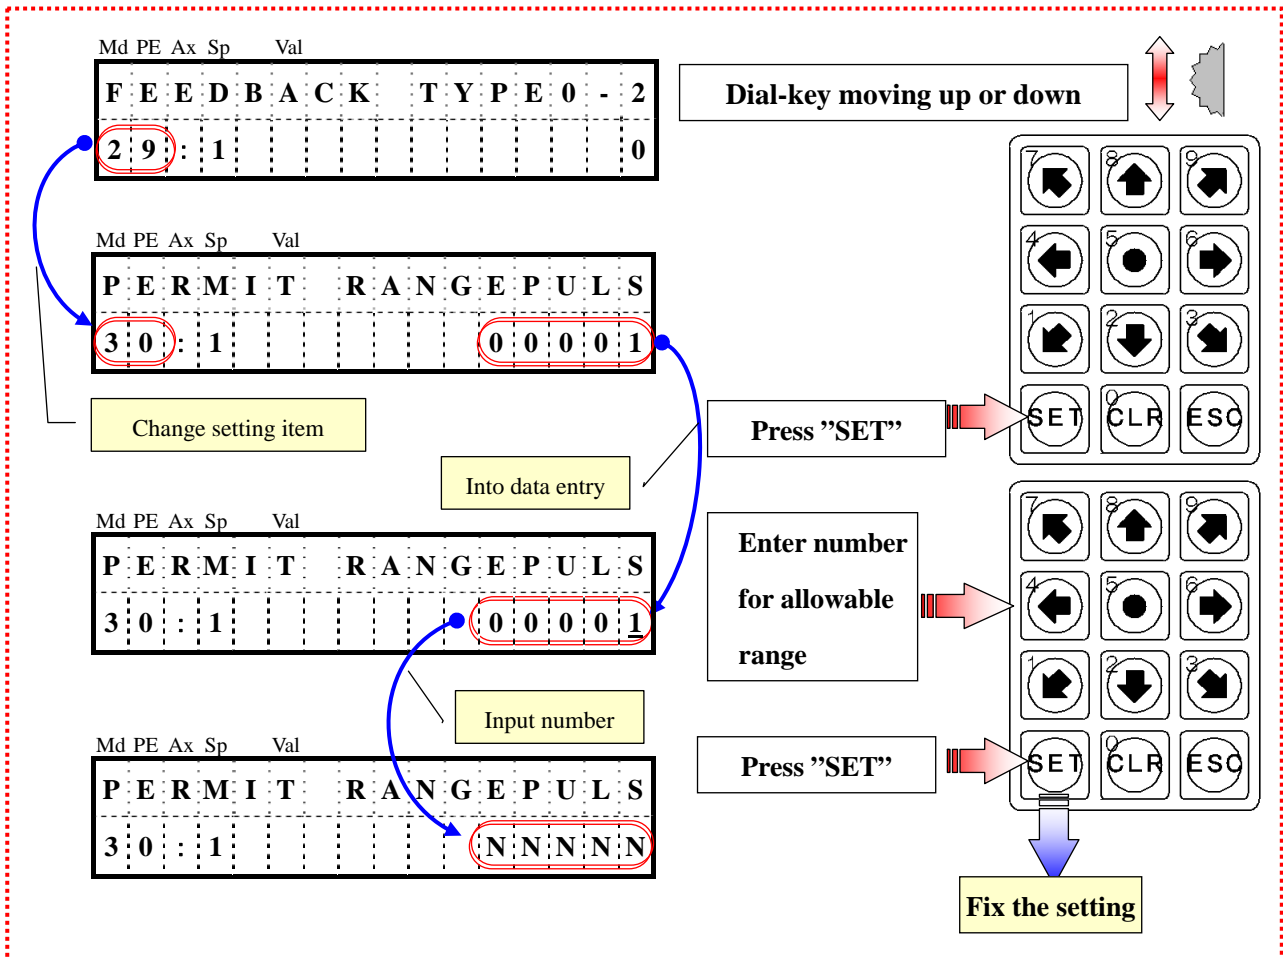 Md PE Ax Sp Val
FEEDBACK TYPE0-2
29:1 0
Dial-key moving up or down
Md PE Ax Sp Val
PERMIT RANGEPULS
30:1 00001
Change setting item
Into data entry
Press ”SET”
7 8 9
4 5 6
1 2 3
SET 0 CLR ESC
Md PE Ax Sp Val
PERMIT RANGEPULS
30:1 00001
Input number
Enter number
for allowable
range
Md PE Ax Sp Val
PERMIT RANGEPULS
30:1 NNNNN
Press ”SET”
7 8 9
4 5 6
1 2 3
SET 0 CLR ESC
Fix the setting